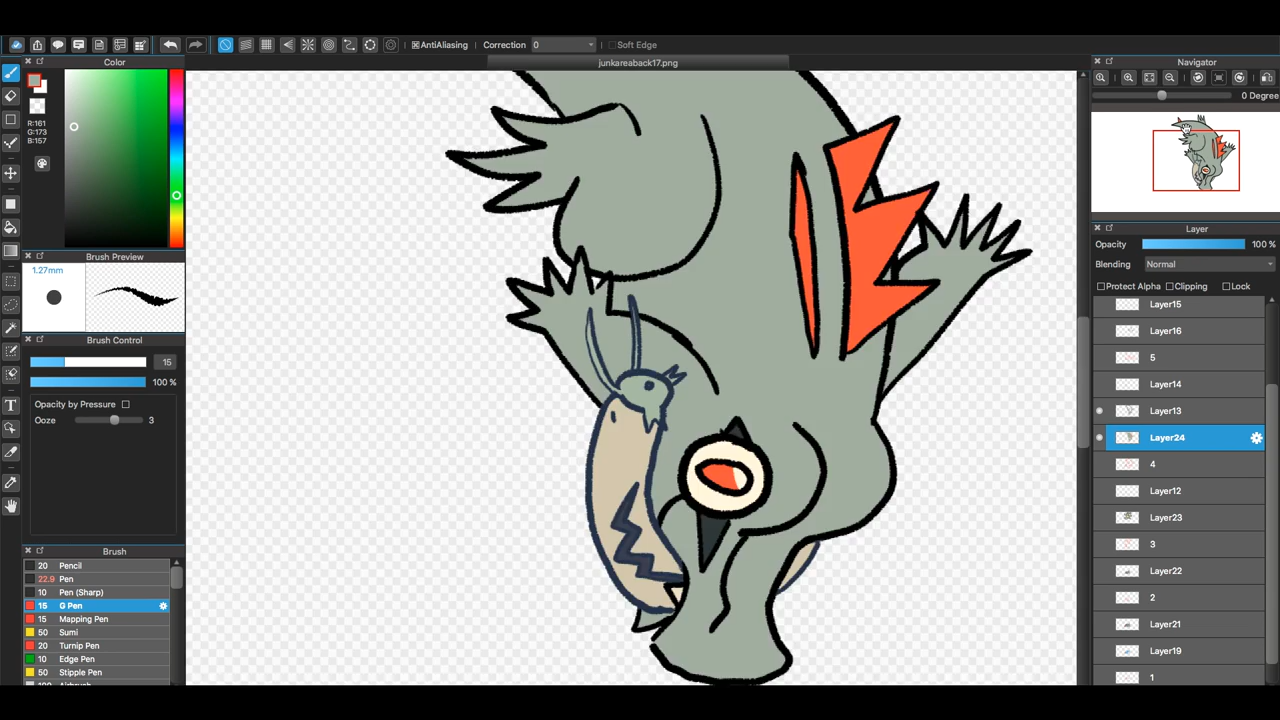 AntiAliasing Correction 0 Soft Edge
junkareaback17.png
Color
R:161
G:173
B:157
Brush Preview
1.27mm
Brush Control
15
100 %
Opacity by Pressure
Ooze 3
Brush
20 Pencil
22.9 Pen
10 Pen (Sharp)
15 G Pen
15 Mapping Pen
50 Sumi
20 Turnip Pen
10 Edge Pen
50 Stipple Pen
100 Airbrush
T
Navigator
0 Degree
Layer
Opacity 100 %
Blending Normal
Protect Alpha Clipping Lock
Layer15
Layer16
5
Layer14
Layer13
Layer24
4
Layer12
Layer23
3
Layer22
2
Layer21
Layer19
1